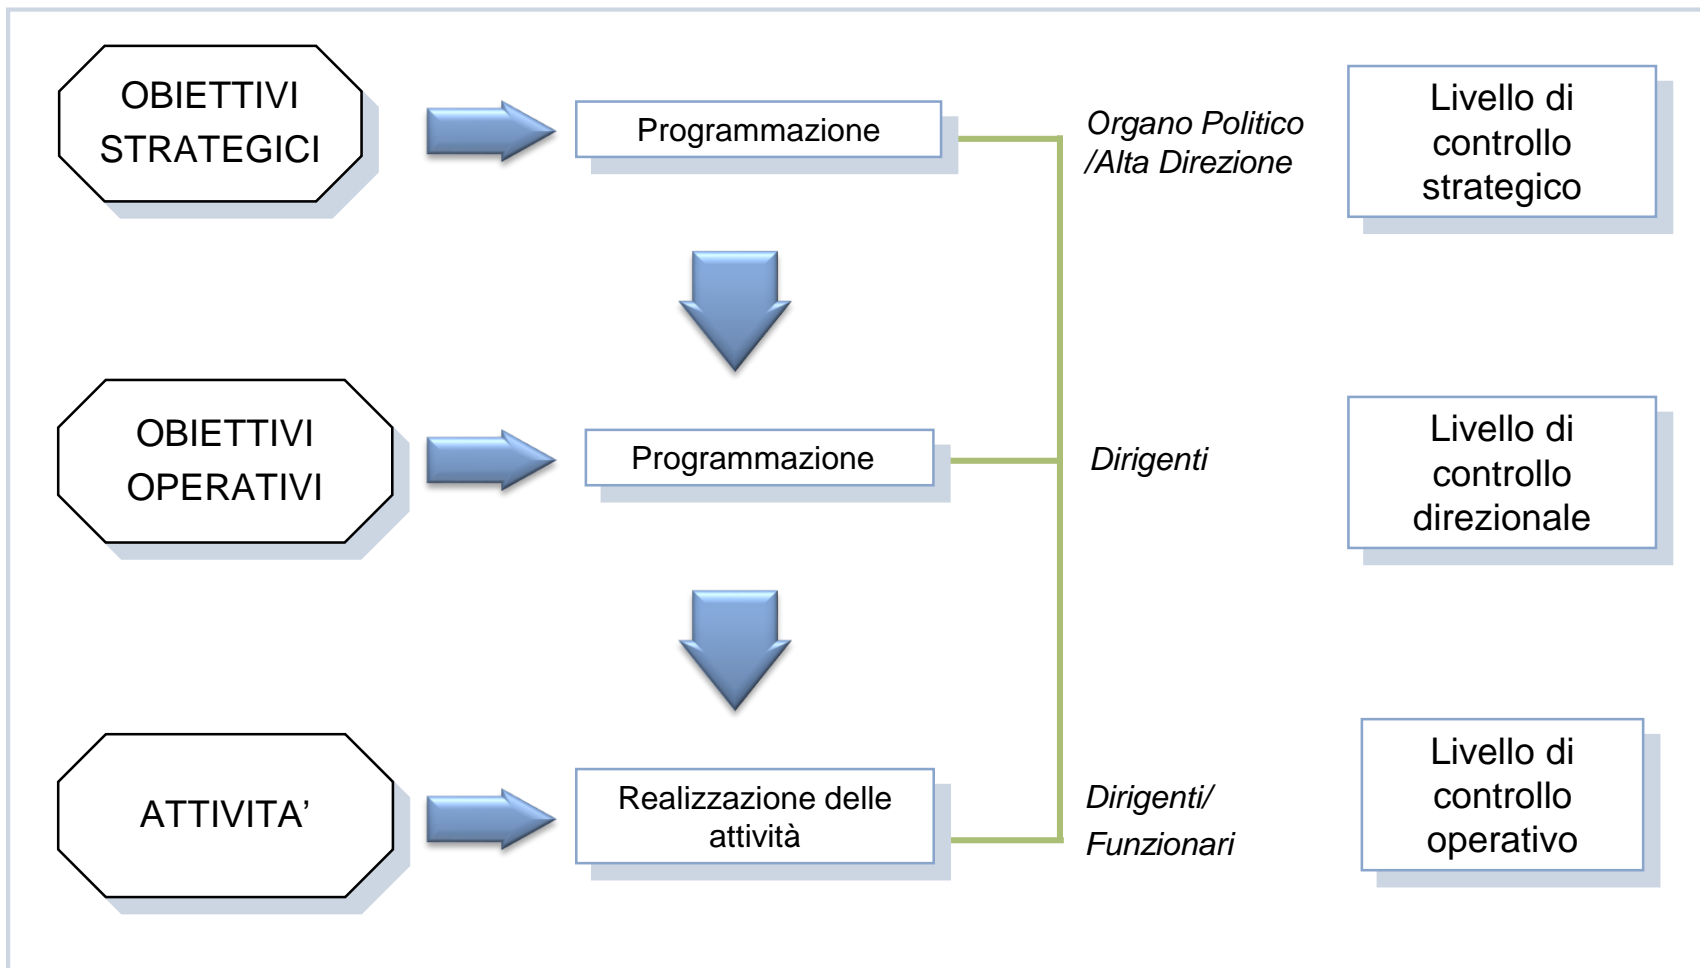 OBIETTIVI
STRATEGICI
Programmazione
Organo Politico
/Alta Direzione
Livello di
controllo
strategico
OBIETTIVI
OPERATIVI
Programmazione
Dirigenti
Livello di
controllo
direzionale
ATTIVITA’
Realizzazione delle
attività
Dirigenti/
Funzionari
Livello di
controllo
operativo